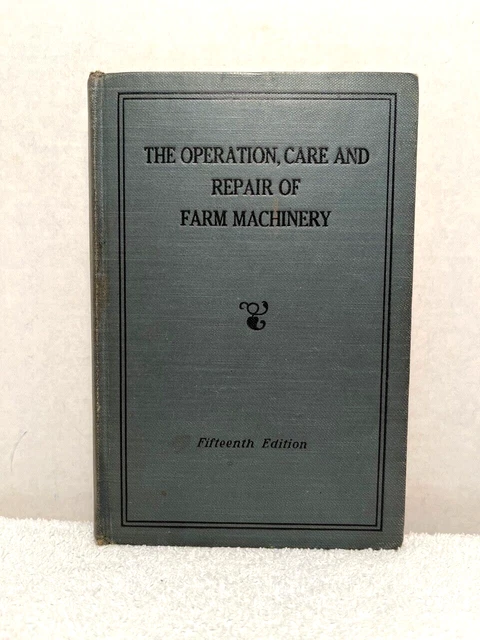 THE OPERATION, CARE AND
REPAIR OF
FARM MACHINERY
Fifteenth Edition